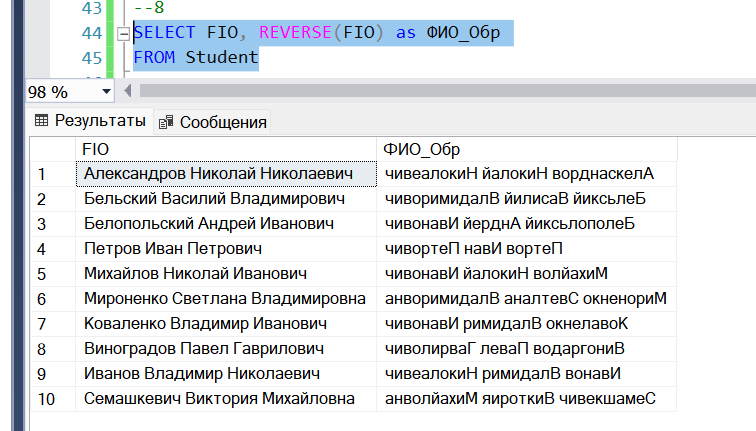 43 --8
44 SELECT FIO, REVERSE(FIO) as ФИО_Обр
45 FROM Student
98 %
Результаты Сообщения
FIO ФИО_Обр
1 Александров Николай Николаевич чивеалокиН йалокиН ворднаскелА
2 Бельский Василий Владимирович чиворимидалВ йилисаВ йиксьлеБ
3 Белопольский Андрей Иванович чивонавИ йерднА йиксьлополеБ
4 Петров Иван Петрович чивортеП навИ вортеП
5 Михайлов Николай Иванович чивонавИ йалокиН волйахиМ
6 Мироненко Светлана Владимировна анворимидалВ аналтевС окненориМ
7 Коваленко Владимир Иванович чивонавИ римидалВ окнелавоК
8 Виноградов Павел Гаврилович чиволирваГ леваП водаргониВ
9 Иванов Владимир Николаевич чивеалокиН римидалВ вонавИ
10 Семашкевич Виктория Михайловна анволйахиМ яироткиВ чивекшамеС